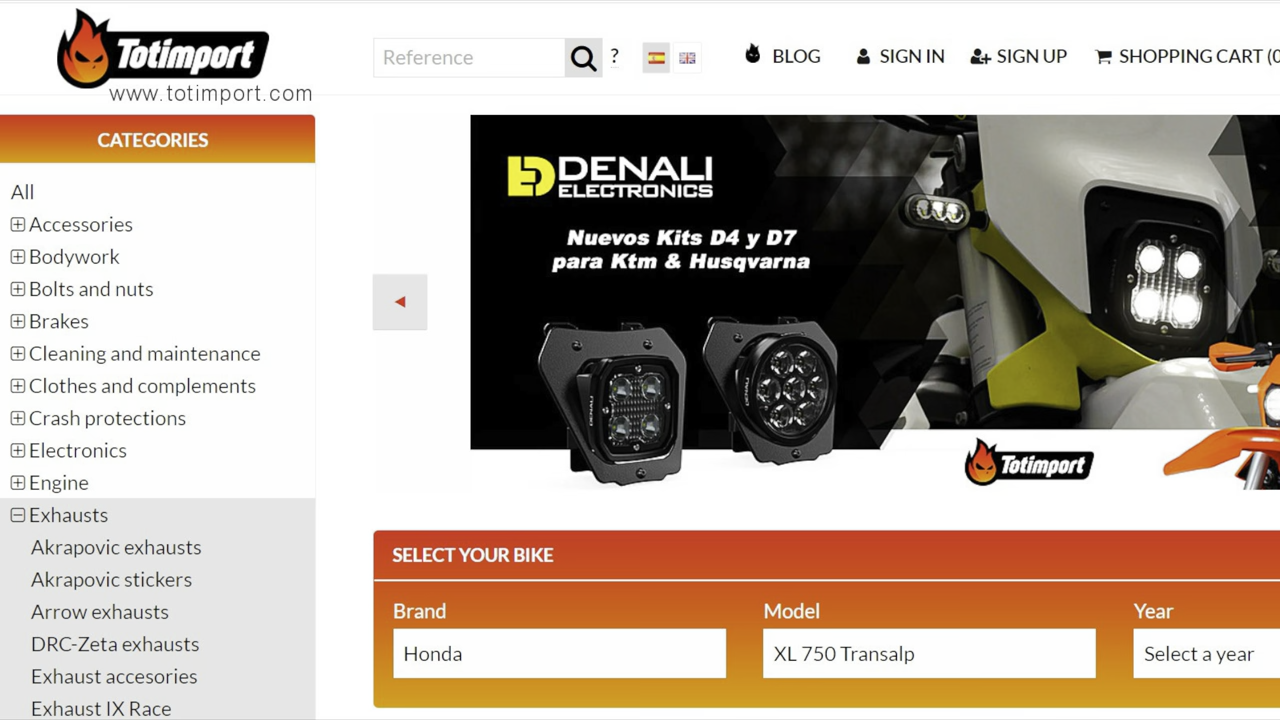 Totimport
www.totimport.com
Reference
?
BLOG
SIGN IN
SIGN UP
SHOPPING CART (0
CATEGORIES
All
Accessories
Bodywork
Bolts and nuts
Brakes
Cleaning and maintenance
Clothes and complements
Crash protections
Electronics
Engine
Exhausts
Akrapovic exhausts
Akrapovic stickers
Arrow exhausts
DRC-Zeta exhausts
Exhaust accesories
Exhaust IX Race
DENALI
ELECTRONICS
Nuevos Kits D4 y D7
para Ktm & Husqvarna
DENALI
DENALI
Totimport
SELECT YOUR BIKE
Brand
Model
Year
Honda
XL 750 Transalp
Select a year